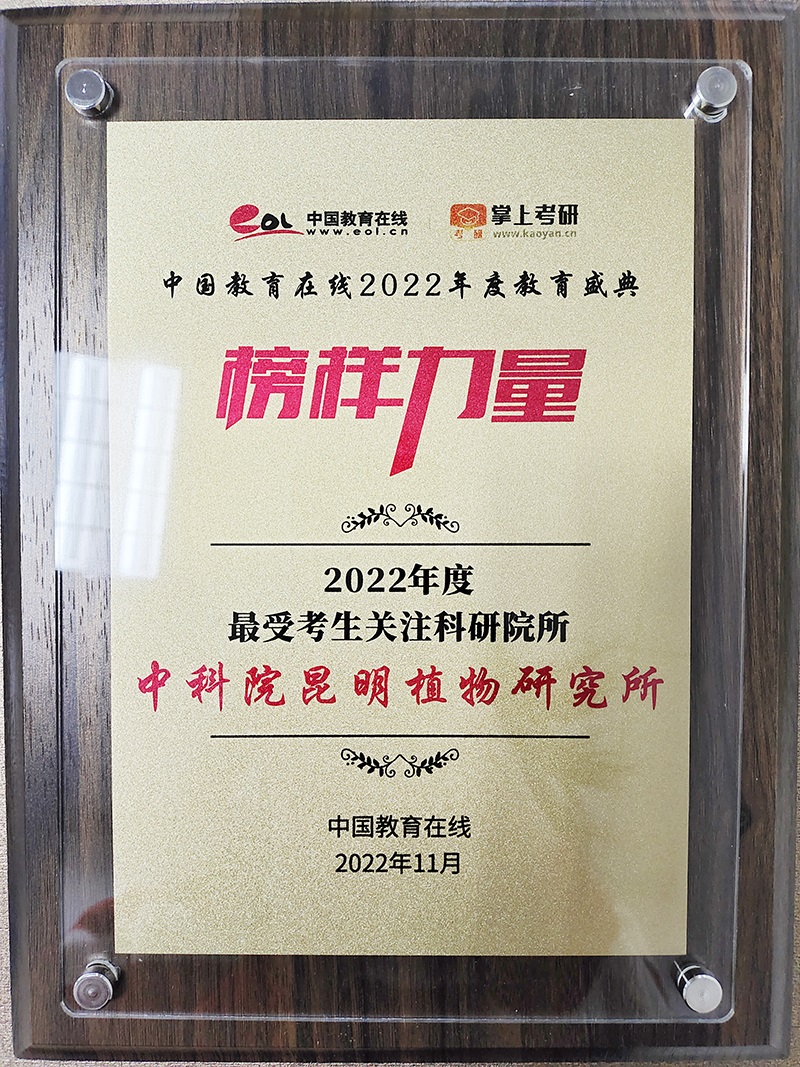 eol 中国教育在线 掌上考研
www.eol.cn 考研 www.kaoyan.cn
中国教育在线2022年度教育盛典
榜样力量
2022年度
最受考生关注科研院所
中科院昆明植物研究所
中国教育在线
2022年11月